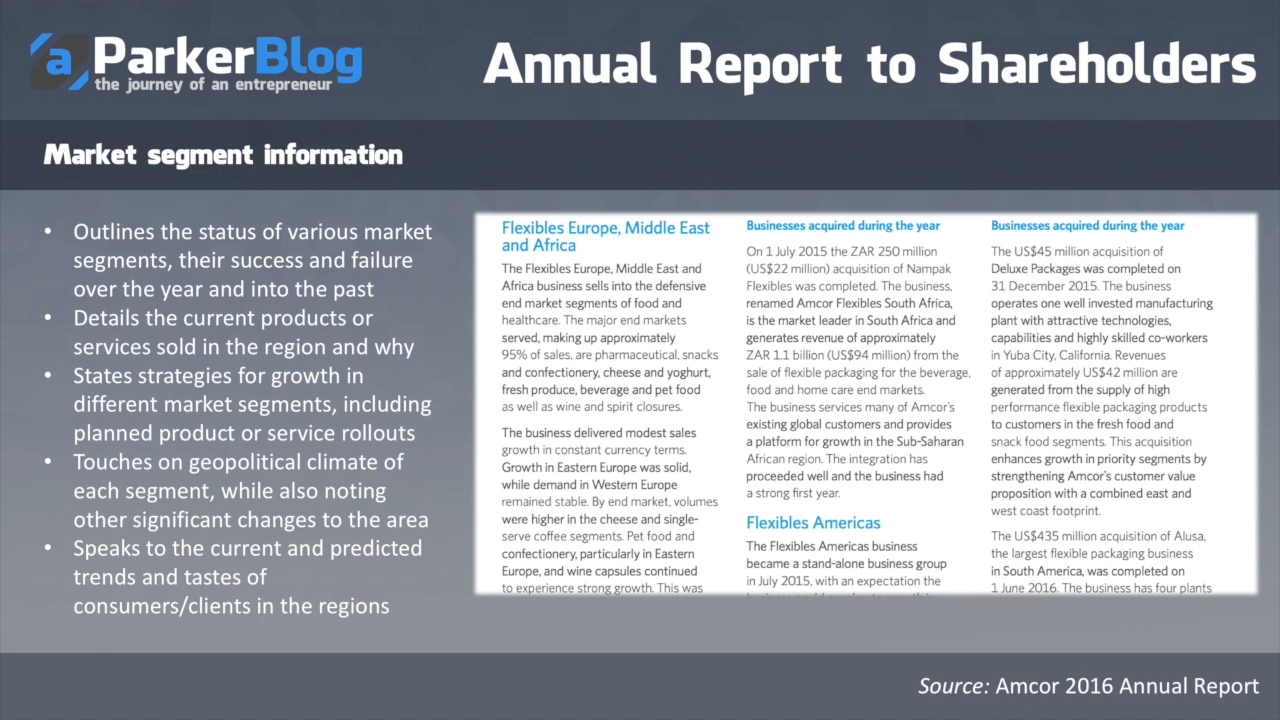 a ParkerBlog
the journey of an entrepreneur
Annual Report to Shareholders
Market segment information
• Outlines the status of various market
segments, their success and failure
over the year and into the past
• Details the current products or
services sold in the region and why
• States strategies for growth in
different market segments, including
planned product or service rollouts
• Touches on geopolitical climate of
each segment, while also noting
other significant changes to the area
• Speaks to the current and predicted
trends and tastes of
consumers/clients in the regions
Flexibles Europe, Middle East
and Africa
The Flexibles Europe, Middle East and
Africa business sells into the defensive
end market segments of food and
healthcare. The major end markets
served, making up approximately
95% of sales, are pharmaceutical, snacks
and confectionery, cheese and yoghurt,
fresh produce, beverage and pet food
as well as wine and spirit closures.
The business delivered modest sales
growth in constant currency terms.
Growth in Eastern Europe was solid,
while demand in Western Europe
remained stable. By end market, volumes
were higher in the cheese and single-
serve coffee segments. Pet food and
confectionery, particularly in Eastern
Europe, and wine capsules continued
to experience strong growth. This was
Businesses acquired during the year
On 1 July 2015 the ZAR 250 million
(US$22 million) acquisition of Nampak
Flexibles was completed. The business,
renamed Amcor Flexibles South Africa,
is the market leader in South Africa and
generates revenue of approximately
ZAR 1.1 billion (US$94 million) from the
sale of flexible packaging for the beverage,
food and home care end markets.
The business services many of Amcor's
existing global customers and provides
a platform for growth in the Sub-Saharan
African region. The integration has
proceeded well and the business had
a strong first year.
Flexibles Americas
The Flexibles Americas business
became a stand-alone business group
in July 2015, with an expectation the
Businesses acquired during the year
The US$45 million acquisition of
Deluxe Packages was completed on
31 December 2015. The business
operates one well invested manufacturing
plant with attractive technologies,
capabilities and highly skilled co-workers
in Yuba City, California. Revenues
of approximately US$42 million are
generated from the supply of high
performance flexible packaging products
to customers in the fresh food and
snack food segments. This acquisition
enhances growth in priority segments by
strengthening Amcor's customer value
proposition with a combined east and
west coast footprint.
The US$435 million acquisition of Alusa,
the largest flexible packaging business
in South America, was completed on
1 June 2016. The business has four plants
Source: Amcor 2016 Annual Report